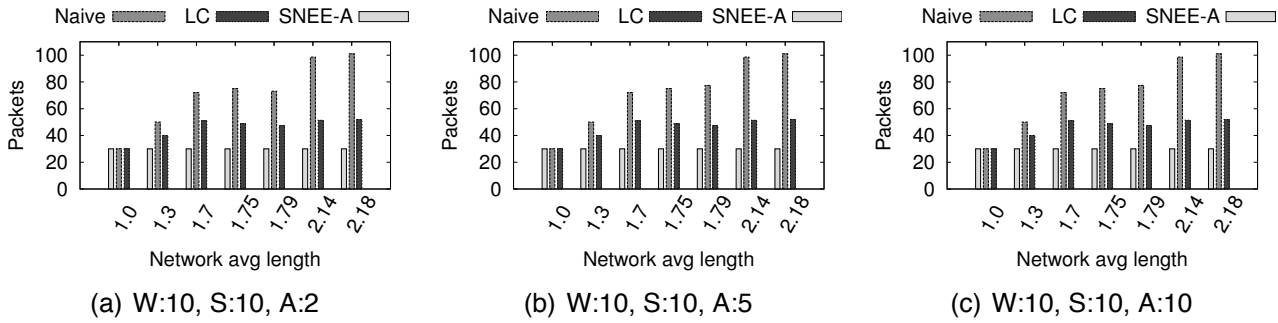 Naive LC SNEE-A
Packets
100
80
60
40
20
0
1.0 1.3 1.7 1.75 1.79 2.14 2.18
Network avg length
(a) W:10, S:10, A:2
Naive LC SNEE-A
Packets
100
80
60
40
20
0
1.0 1.3 1.7 1.75 1.79 2.14 2.18
Network avg length
(b) W:10, S:10, A:5
Naive LC SNEE-A
Packets
100
80
60
40
20
0
1.0 1.3 1.7 1.75 1.79 2.14 2.18
Network avg length
(c) W:10, S:10, A:10